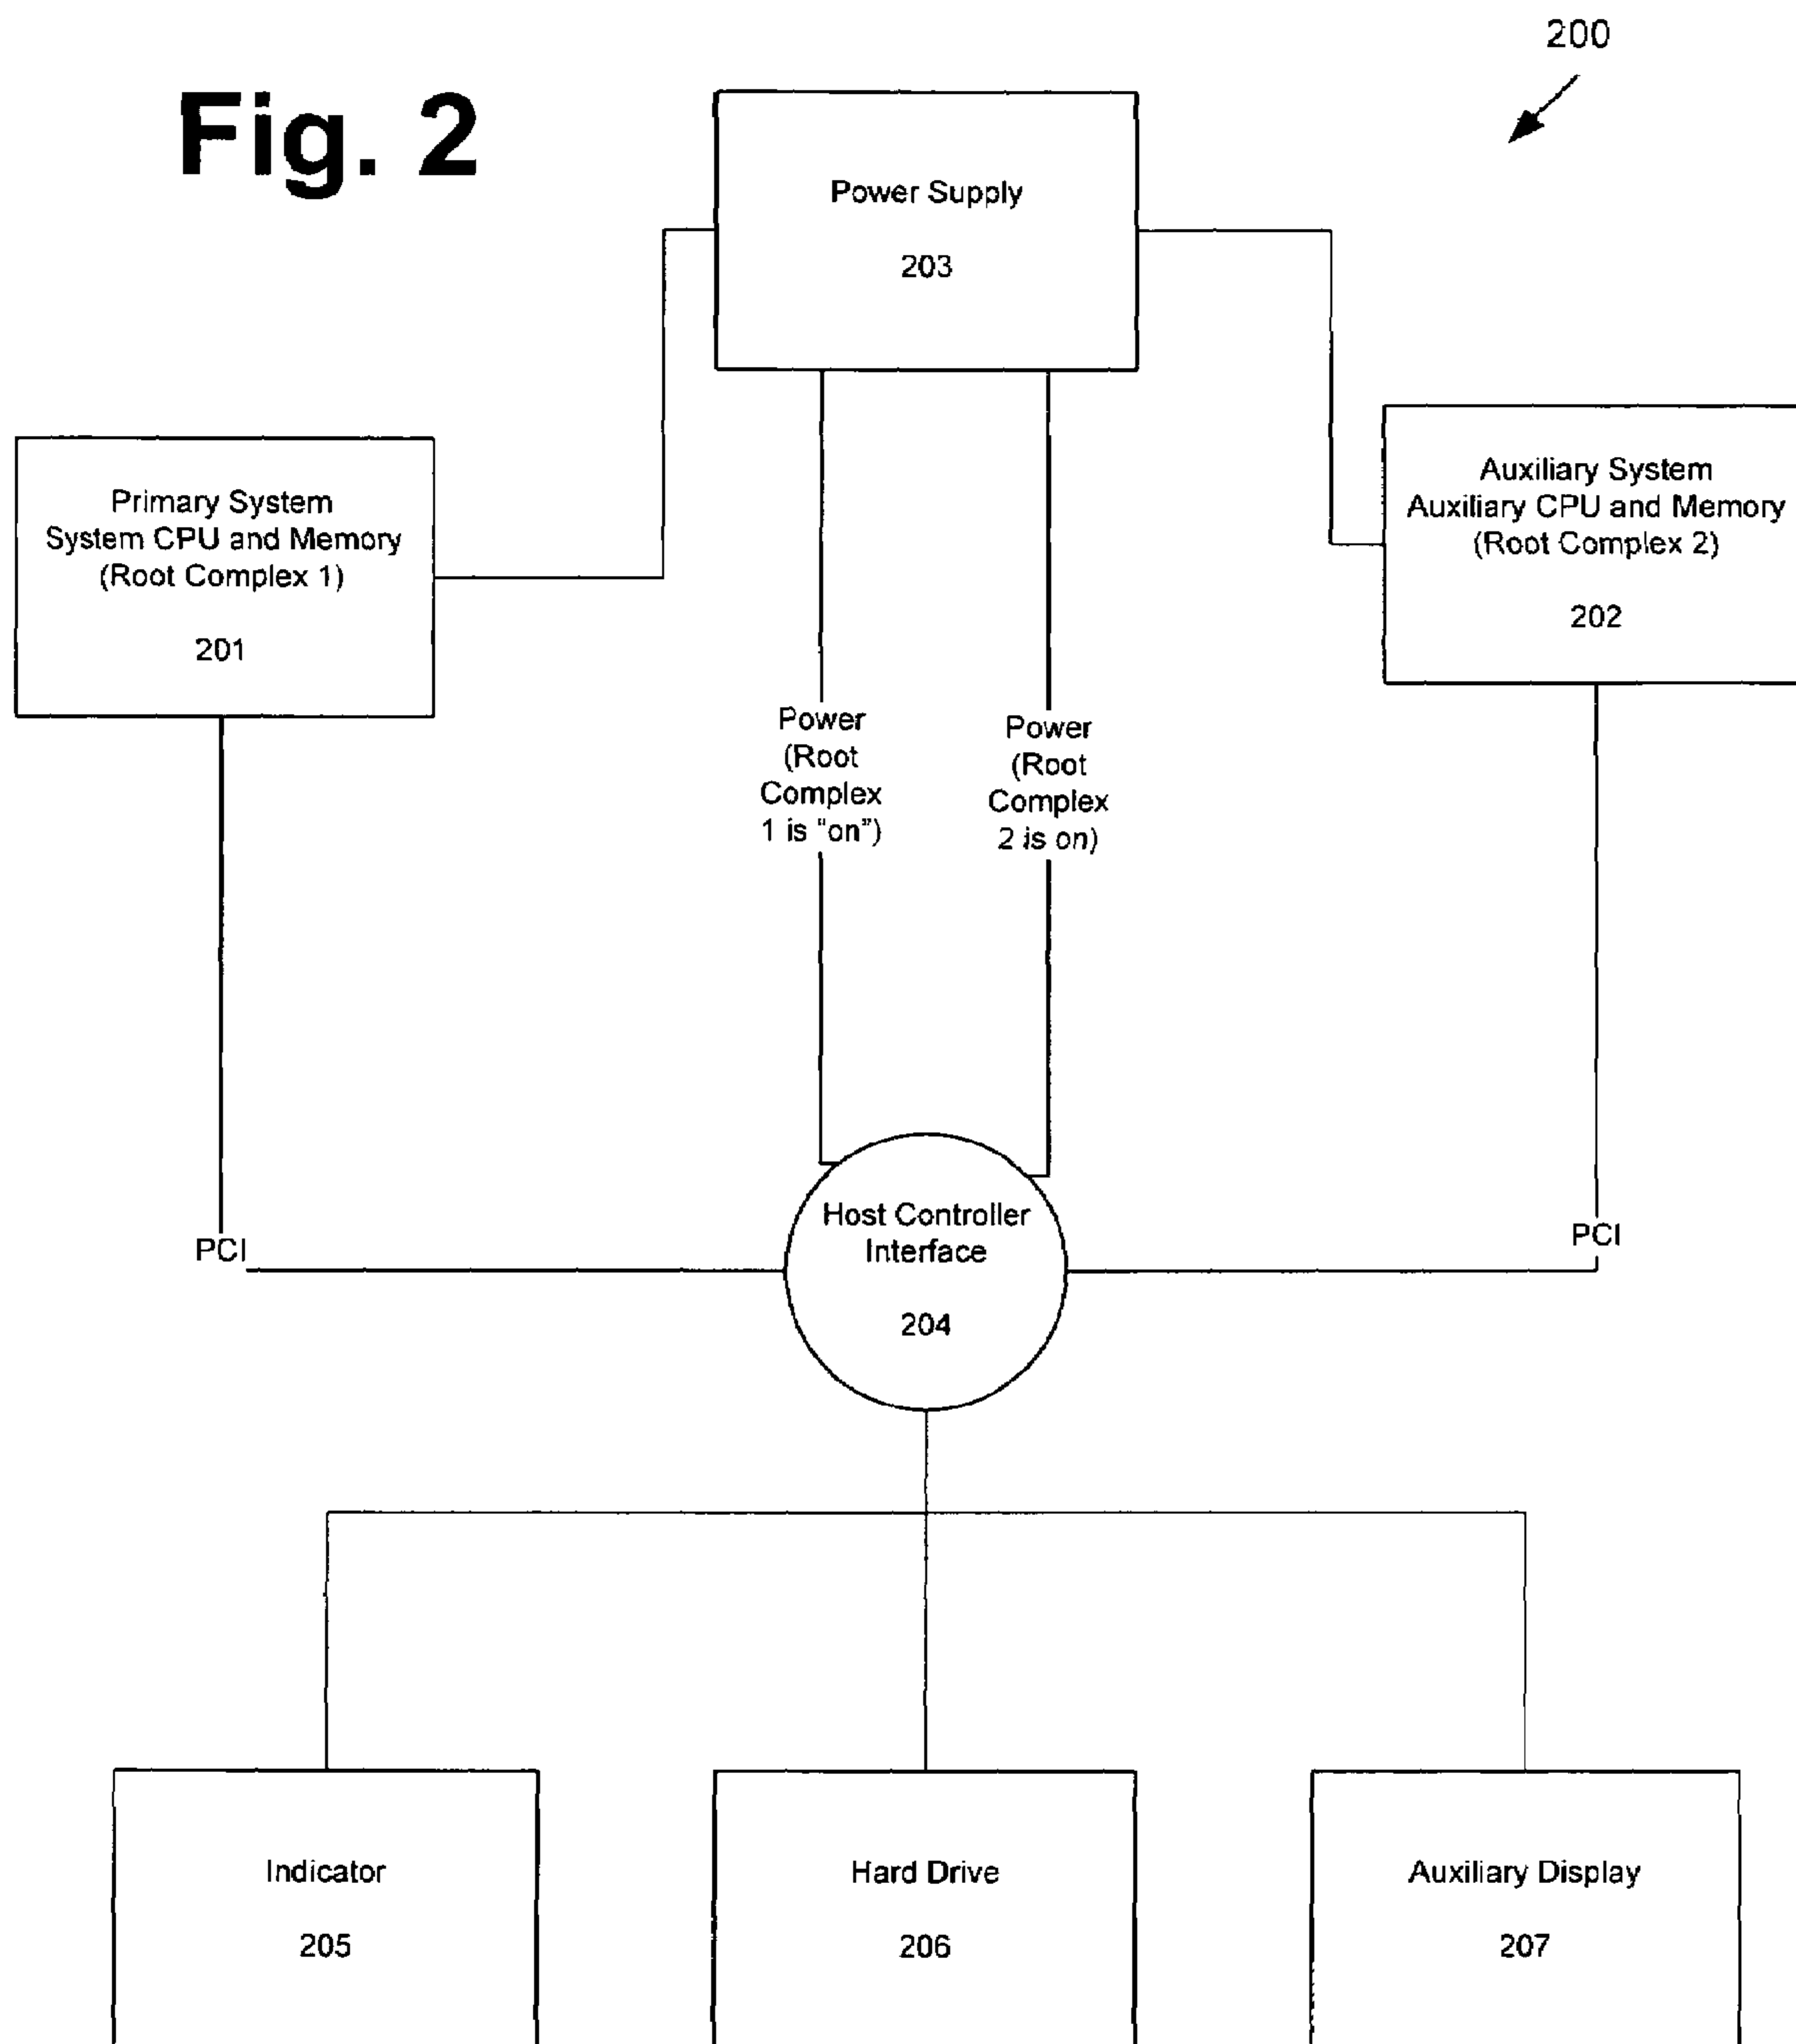 200
Fig. 2
Power Supply
203
Primary System
System CPU and Memory
(Root Complex 1)
201
Auxiliary System
Auxiliary CPU and Memory
(Root Complex 2)
202
Power
(Root
Complex
1 is "on")
Power
(Root
Complex
2 is on)
PCI
PCI
Host Controller
Interface
204
Indicator
205
Hard Drive
206
Auxiliary Display
207